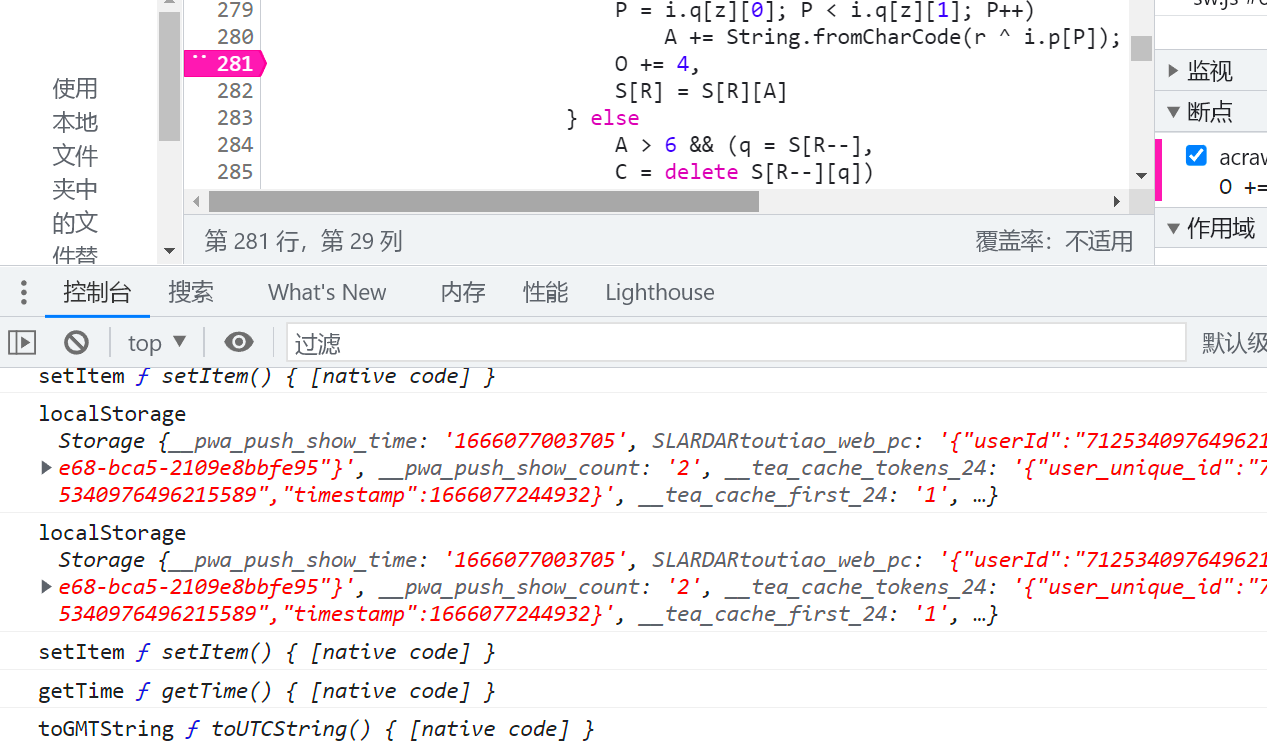 279
P = i.q[z][0]; P < i.q[z][1]; P++)
280
A += String.fromCharCode(r ^ i.p[P]);
281
O += 4,
282
S[R] = S[R][A]
283
} else
284
A > 6 && (q = S[R--],
285
C = delete S[R--][q])
使用
本地
文件
夹中
的文
件替
第 281 行，第 29 列
覆盖率：不适用
监视
断点
acraw
O +=
作用域
控制台 搜索 What's New 内存 性能 Lighthouse
top ▼ 过滤 默认级
setItem ƒ setItem() { [native code] }
localStorage
Storage {__pwa_push_show_time: '1666077003705', SLARDARtoutiao_web_pc: '{"userId":"712534097649621
e68-bca5-2109e8bbfe95"}', __pwa_push_show_count: '2', __tea_cache_tokens_24: '{"user_unique_id":"7
5340976496215589","timestamp":1666077244932}', __tea_cache_first_24: '1', …}
localStorage
Storage {__pwa_push_show_time: '1666077003705', SLARDARtoutiao_web_pc: '{"userId":"712534097649621
e68-bca5-2109e8bbfe95"}', __pwa_push_show_count: '2', __tea_cache_tokens_24: '{"user_unique_id":"7
5340976496215589","timestamp":1666077244932}', __tea_cache_first_24: '1', …}
setItem ƒ setItem() { [native code] }
getTime ƒ getTime() { [native code] }
toGMTString ƒ toUTCString() { [native code] }